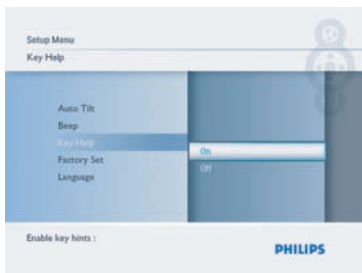 Setup Menu
Key Help
Auto Tilt
Beep
Key Help
Factory Set
Language
On
Off
Enable key hints :
PHILIPS